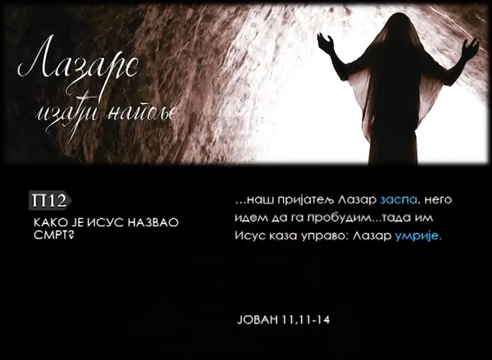 Лазаре
изађи напоље
П12
КАКО ЈЕ ИСУС НАЗВАО
СМРТ?
...наш пријатељ Лазар заспа, него
идем да га пробудим...тада им
Исус каза управо: Лазар умрије.
ЈОВАН 11,11-14